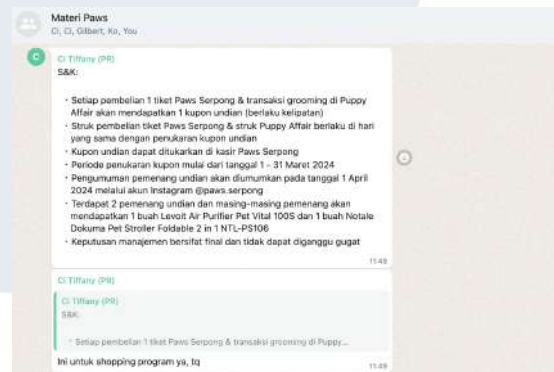 Materi Paws
Ci, Ci, Gilbert, Ko, You
C
Ci Tiffany (PR)
S&K:
• Setiap pembelian 1 tiket Paws Serpong & transaksi grooming di Puppy
Affair akan mendapatkan 1 kupon undian (berlaku kelipatan)
• Struk pembelian tiket Paws Serpong & struk Puppy Affair berlaku di hari
yang sama dengan penukaran kupon undian
• Kupon undian dapat ditukarkan di kasir Paws Serpong
• Periode penukaran kupon mulai dari tanggal 1 - 31 Maret 2024
• Pengumuman pemenang undian akan diumumkan pada tanggal 1 April
2024 melalui akun Instagram @paws.serpong
• Terdapat 2 pemenang undian dan masing-masing pemenang akan
mendapatkan 1 buah Levoit Air Purifier Pet Vital 100S dan 1 buah Notale
Dokuma Pet Stroller Foldable 2 in 1 NTL-PS106
• Keputusan manajemen bersifat final dan tidak dapat diganggu gugat
11:49
Ci Tiffany (PR)
Ci Tiffany (PR)
S&K:
• Setiap pembelian 1 tiket Paws Serpong & transaksi grooming di Puppy...
Ini untuk shopping program ya, tq
11:49